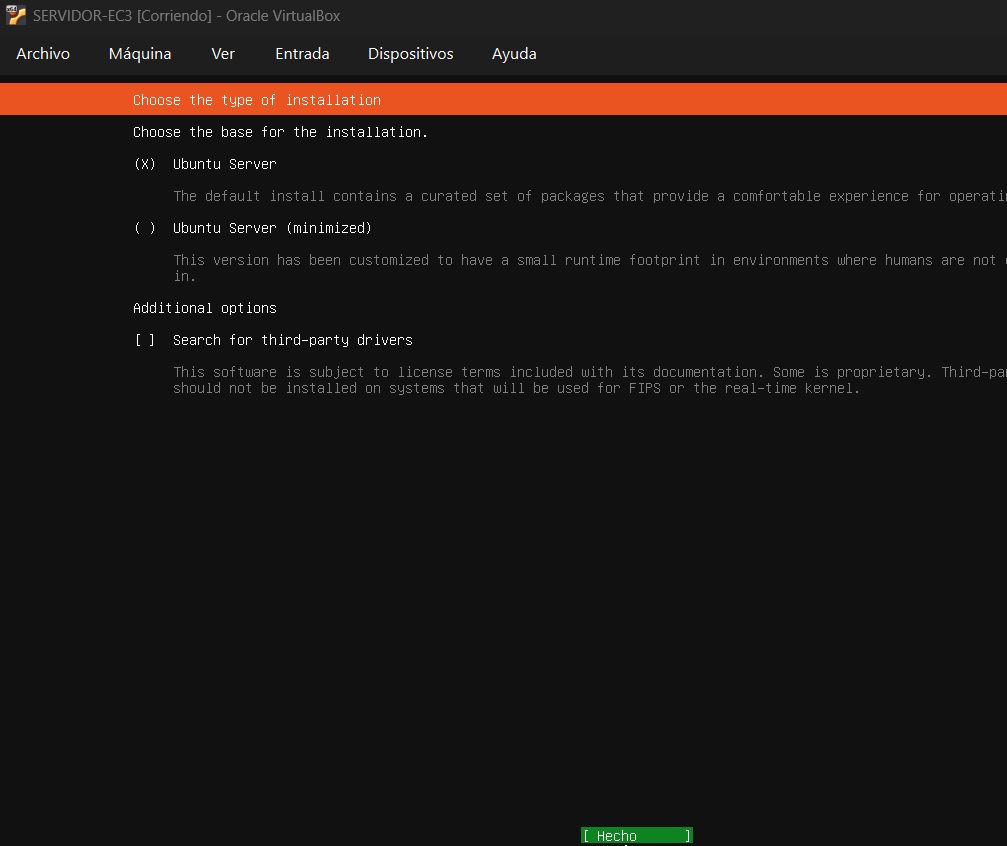 SERVIDOR-EC3 [Corriendo] - Oracle VirtualBox
Archivo Máquina Ver Entrada Dispositivos Ayuda
Choose the type of installation
Choose the base for the installation.
(X) Ubuntu Server
The default install contains a curated set of packages that provide a comfortable experience for
( ) Ubuntu Server (minimized)
This version has been customized to have a small runtime footprint in environments where humans are not
in.
Additional options
[ ] Search for third-party drivers
This software is subject to license terms included with its documentation. Some is proprietary.
should not be installed on systems that will be used for FIPS or the real-time kernel.
[ Hecho ]